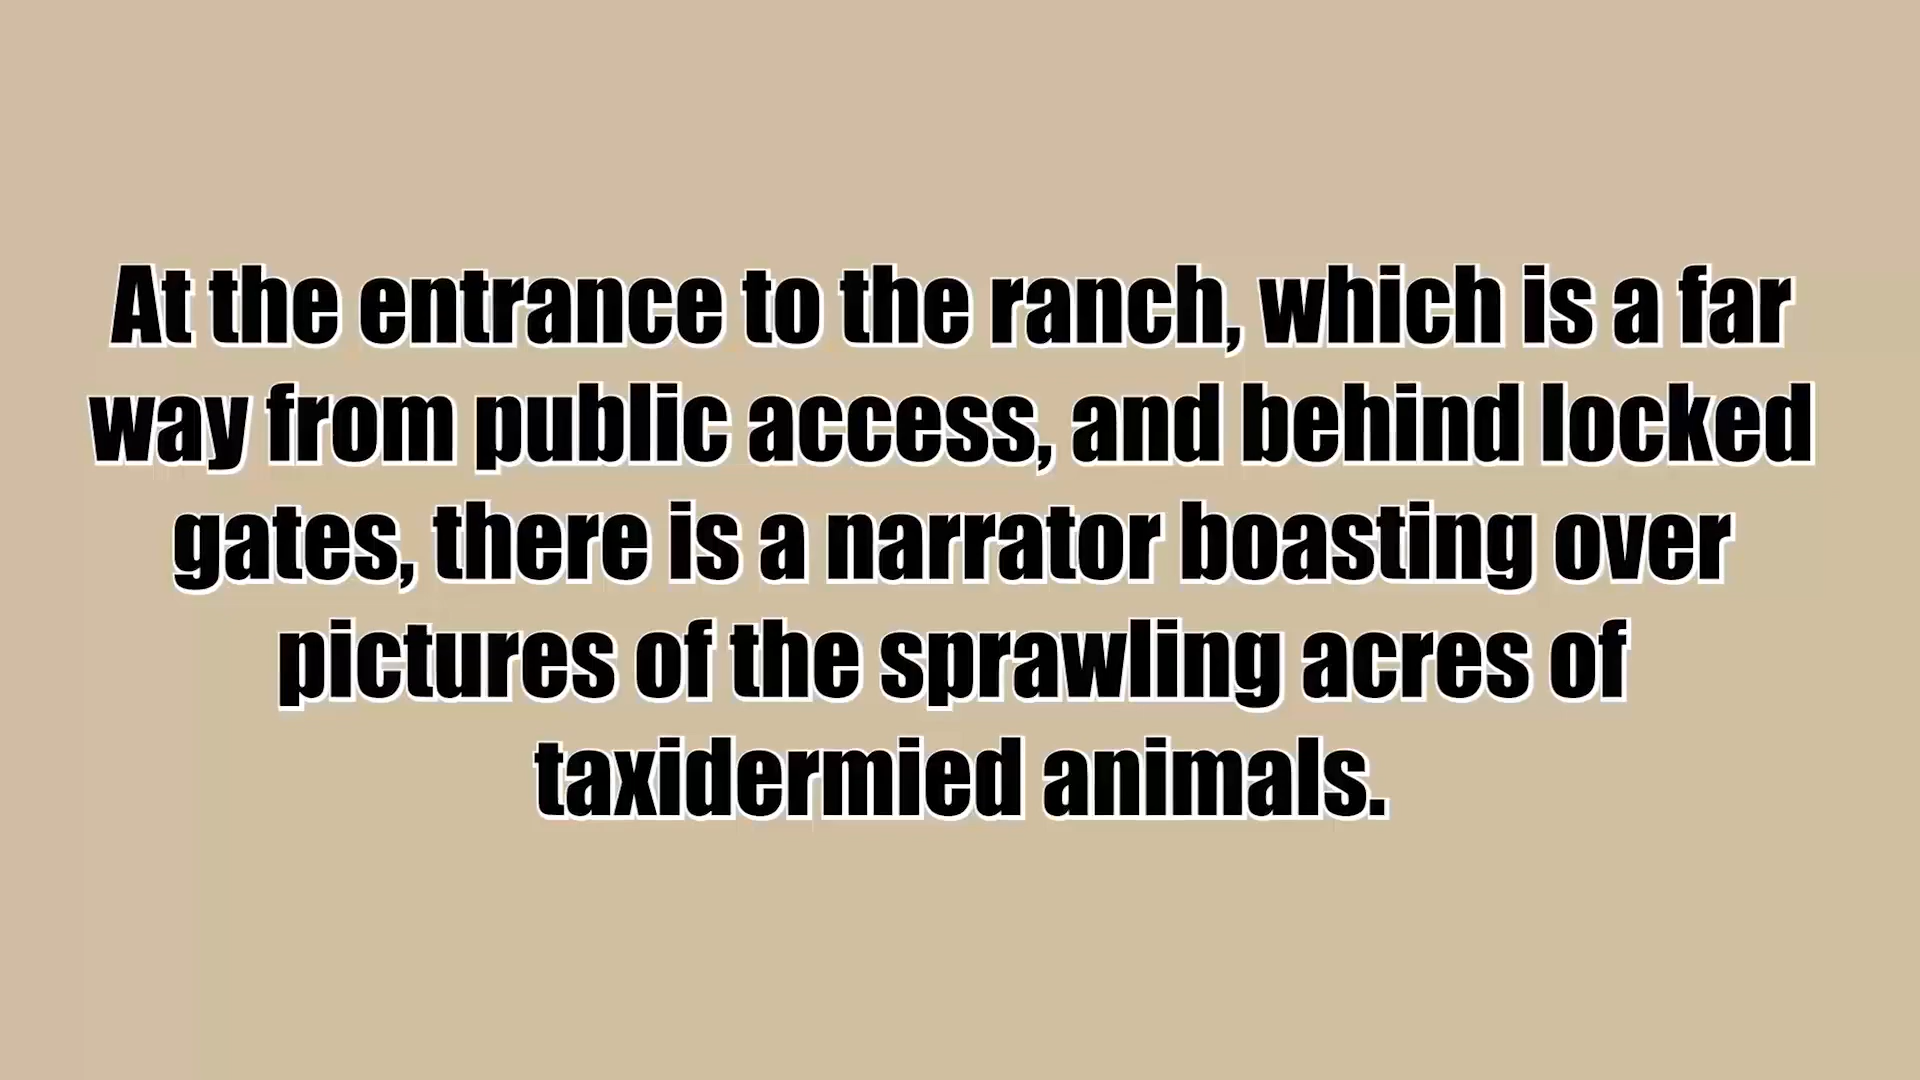 At the entrance to the ranch, which is a far
way from public access, and behind locked
gates, there is a narrator boasting over
pictures of the sprawling acres of
taxidermied animals.